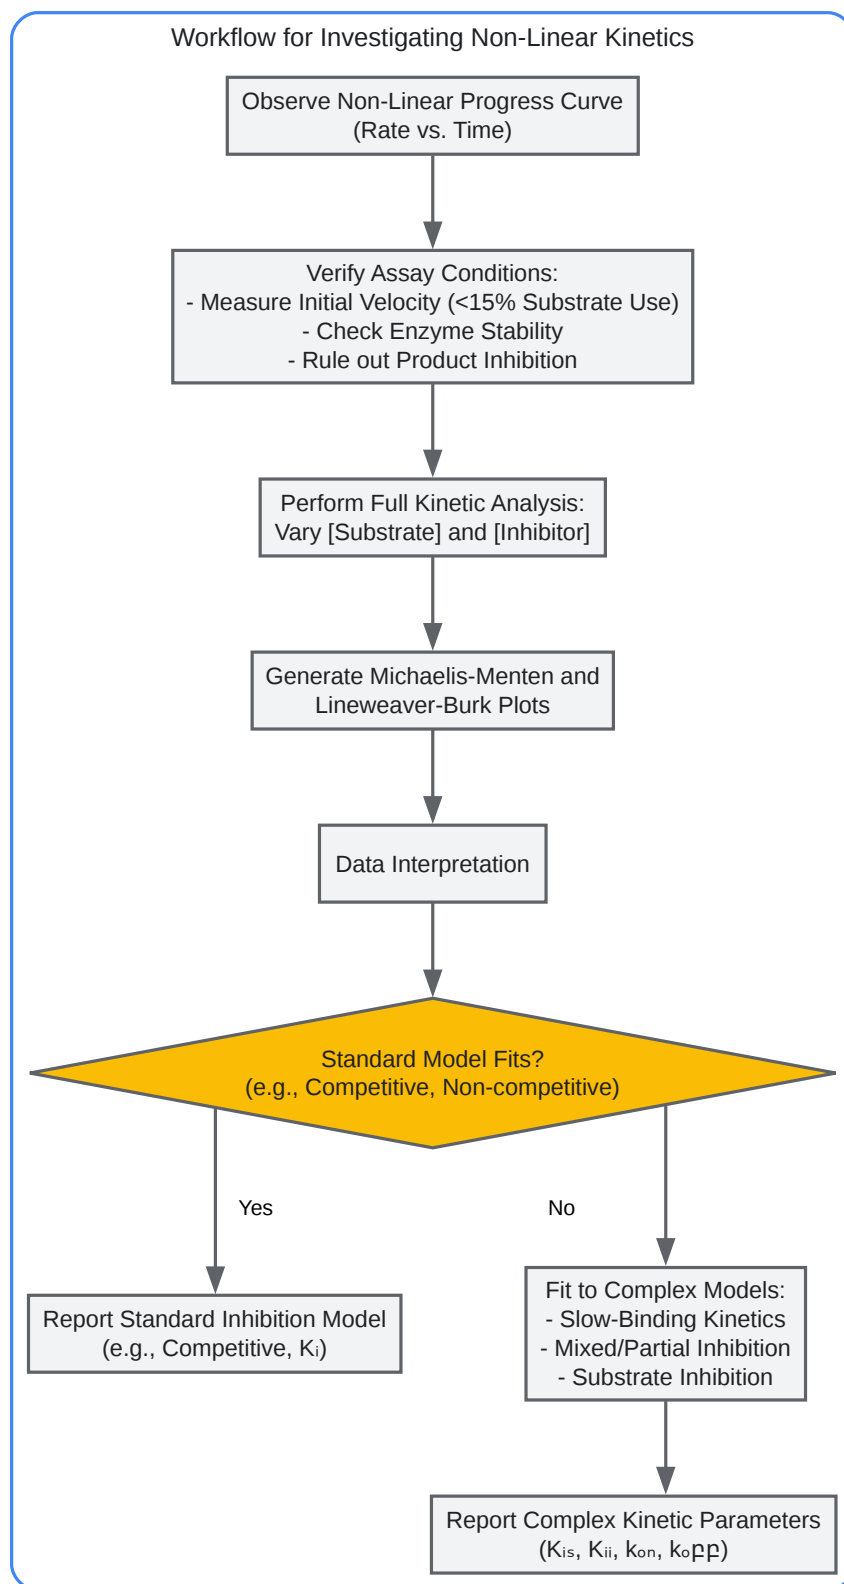 Workflow for Investigating Non-Linear Kinetics
Observe Non-Linear Progress Curve
(Rate vs. Time)
Verify Assay Conditions:
- Measure Initial Velocity (<15% Substrate Use)
- Check Enzyme Stability
- Rule out Product Inhibition
Perform Full Kinetic Analysis:
Vary [Substrate] and [Inhibitor]
Generate Michaelis-Menten and
Lineweaver-Burk Plots
Data Interpretation
Standard Model Fits?
(e.g., Competitive, Non-competitive)
Yes
No
Report Standard Inhibition Model
(e.g., Competitive, Kᵢ)
Fit to Complex Models:
- Slow-Binding Kinetics
- Mixed/Partial Inhibition
- Substrate Inhibition
Report Complex Kinetic Parameters
(Kᵢₛ, Kᵢᵢ, kₒₙ, kₒբբ)